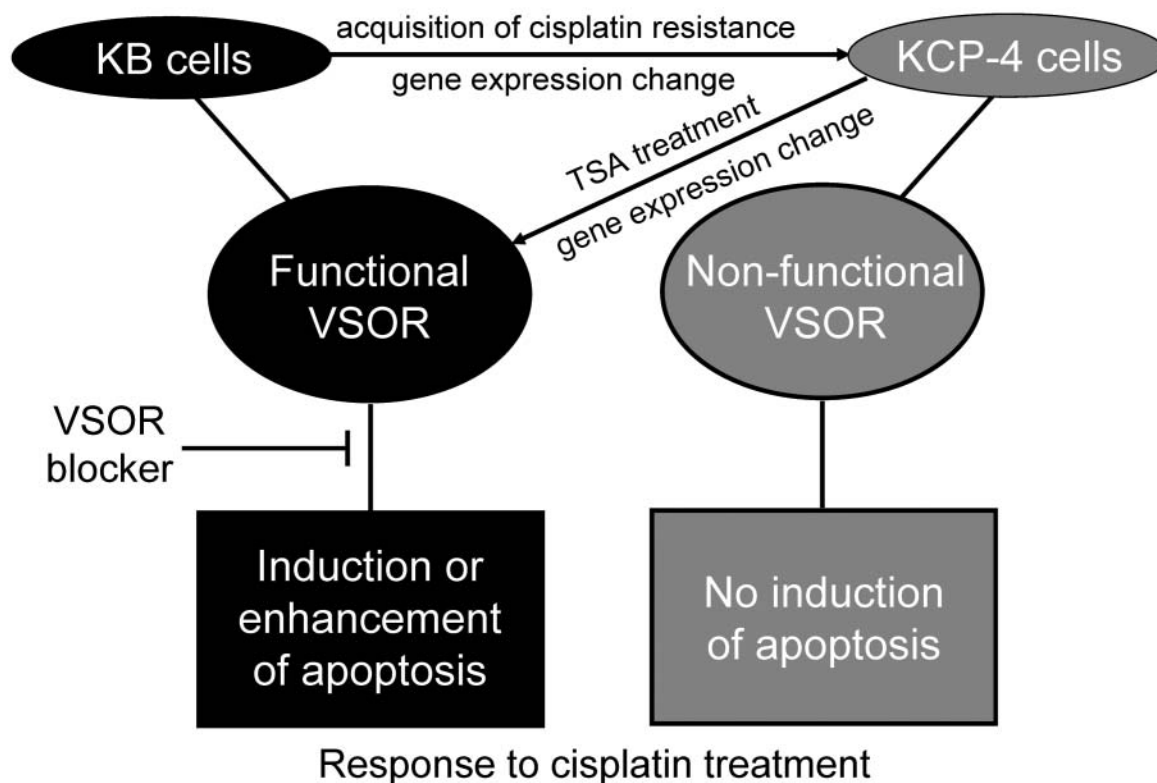 KB cells
acquisition of cisplatin resistance
gene expression change
KCP-4 cells
TSA treatment
gene expression change
Functional
VSOR
Non-functional
VSOR
VSOR
blocker
Induction or
enhancement
of apoptosis
No induction
of apoptosis
Response to cisplatin treatment